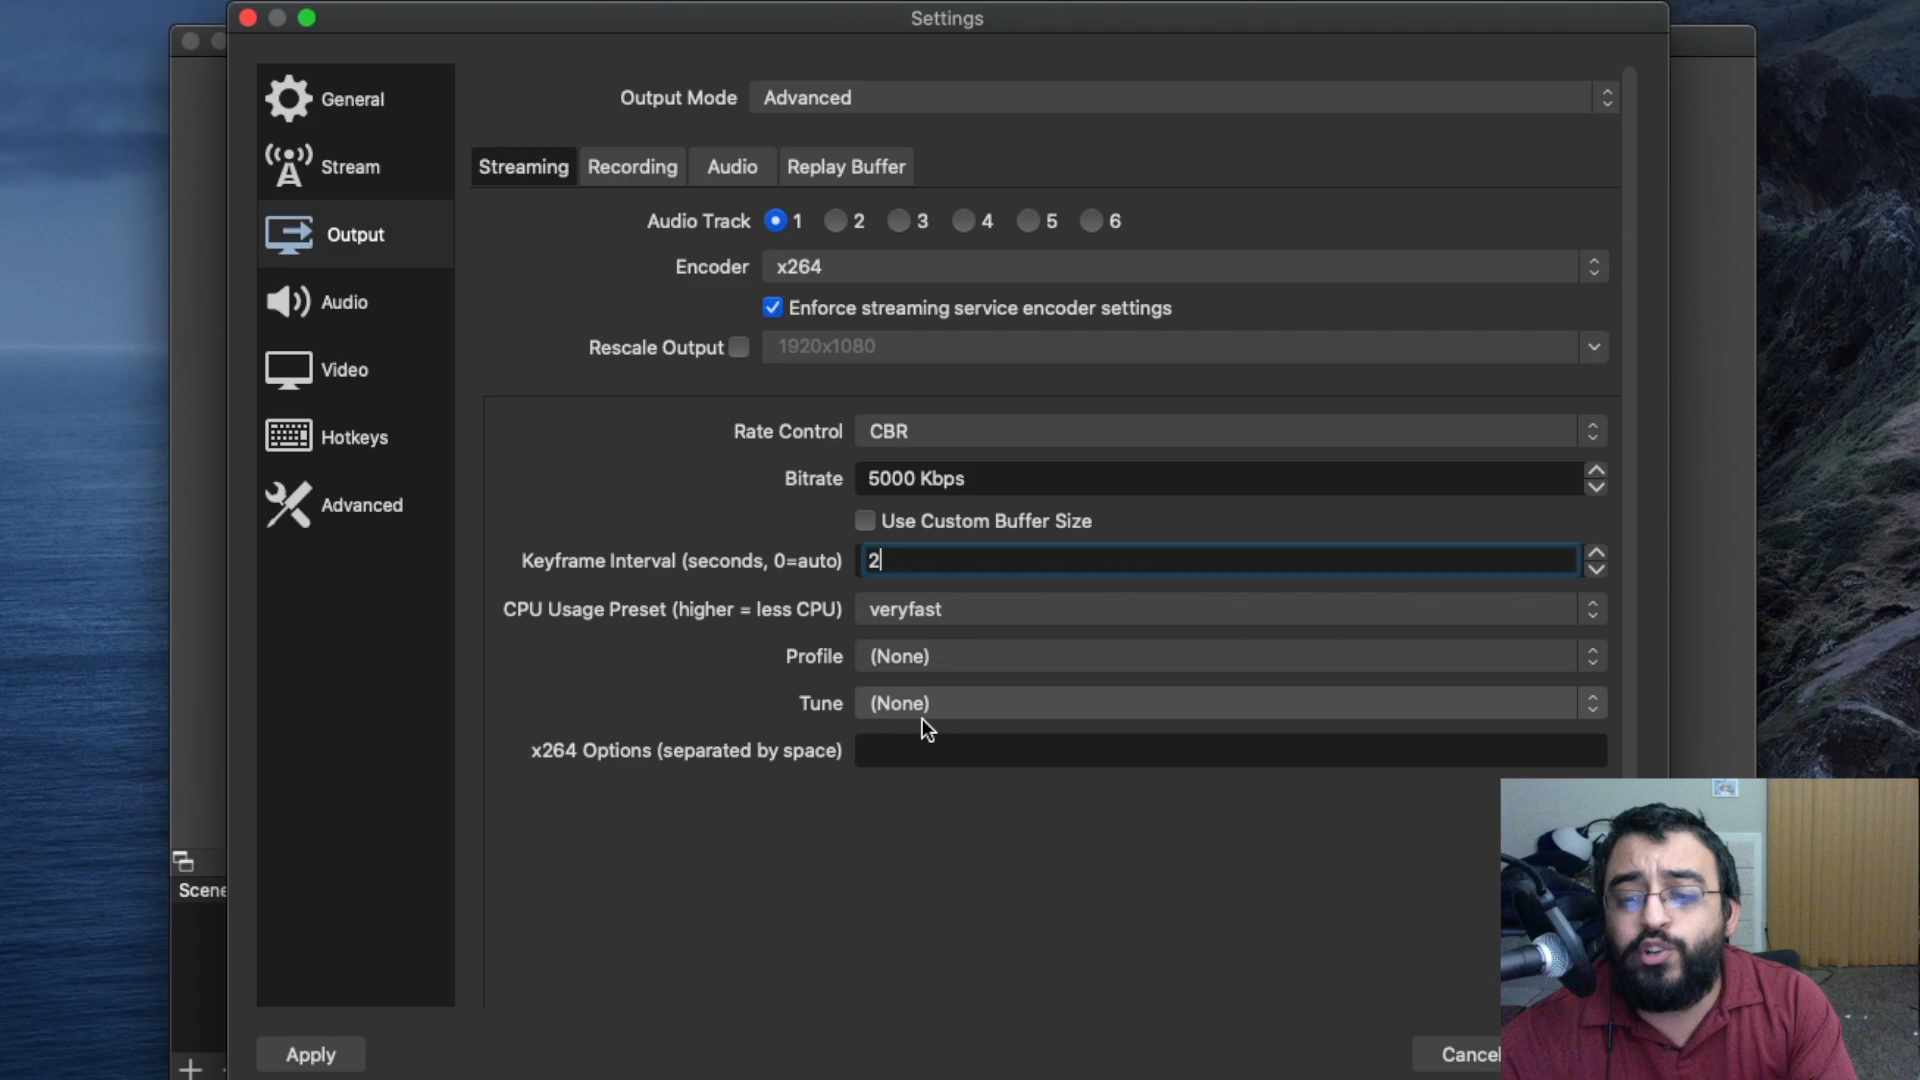 Settings
General
Stream
Output
Audio
Video
Hotkeys
Advanced
Output Mode Advanced
Streaming Recording Audio Replay Buffer
Audio Track 1 2 3 4 5 6
Encoder x264
Enforce streaming service encoder settings
Rescale Output 1920x1080
Rate Control CBR
Bitrate 5000 Kbps
Use Custom Buffer Size
Keyframe Interval (seconds, 0=auto) 2
CPU Usage Preset (higher = less CPU) veryfast
Profile (None)
Tune (None)
x264 Options (separated by space)
Scene
Apply
Cancel